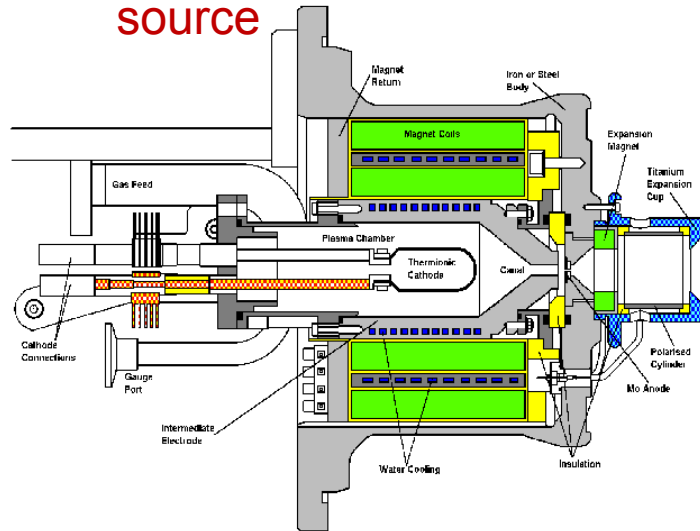 source
Magnet
Return
Iron or Steel
Body
Expansion
Magnet
Titanium
Expansion
Cup
Magnet Coils
Gas Feed
Plasma Chamber
Thermionic
Cathode
Canal
Cathode
Connections
Gauge
Port
Intermediate
Electrode
Water Cooling
Insulation
Mo Anode
Polarised
Cylinder